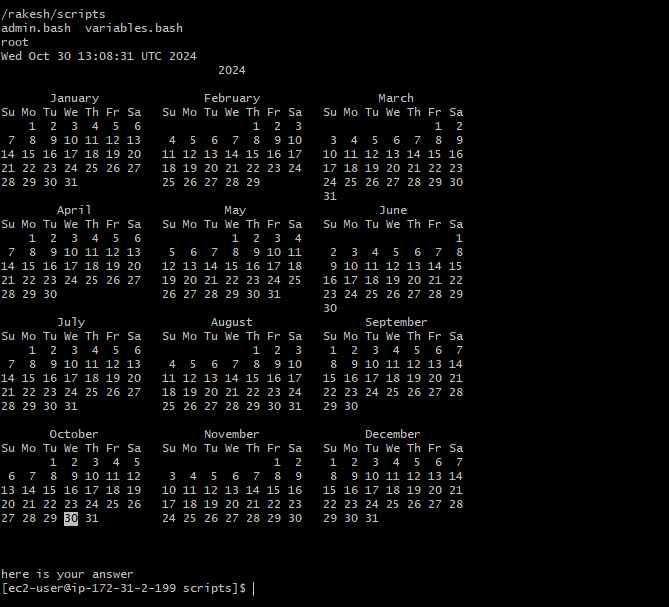 /rakesh/scripts
admin.bash  variables.bash
root
Wed Oct 30 13:08:31 UTC 2024
                               2024

       January               February                 March
Su Mo Tu We Th Fr Sa   Su Mo Tu We Th Fr Sa   Su Mo Tu We Th Fr Sa
    1  2  3  4  5  6                1  2  3                   1  2
 7  8  9 10 11 12 13    4  5  6  7  8  9 10    3  4  5  6  7  8  9
14 15 16 17 18 19 20   11 12 13 14 15 16 17   10 11 12 13 14 15 16
21 22 23 24 25 26 27   18 19 20 21 22 23 24   17 18 19 20 21 22 23
28 29 30 31            25 26 27 28 29         24 25 26 27 28 29 30
                                              31
        April                   May                   June
Su Mo Tu We Th Fr Sa   Su Mo Tu We Th Fr Sa   Su Mo Tu We Th Fr Sa
    1  2  3  4  5  6             1  2  3  4                      1
 7  8  9 10 11 12 13    5  6  7  8  9 10 11    2  3  4  5  6  7  8
14 15 16 17 18 19 20   12 13 14 15 16 17 18    9 10 11 12 13 14 15
21 22 23 24 25 26 27   19 20 21 22 23 24 25   16 17 18 19 20 21 22
28 29 30               26 27 28 29 30 31      23 24 25 26 27 28 29
                                              30
        July                  August                September
Su Mo Tu We Th Fr Sa   Su Mo Tu We Th Fr Sa   Su Mo Tu We Th Fr Sa
    1  2  3  4  5  6                1  2  3    1  2  3  4  5  6  7
 7  8  9 10 11 12 13    4  5  6  7  8  9 10    8  9 10 11 12 13 14
14 15 16 17 18 19 20   11 12 13 14 15 16 17   15 16 17 18 19 20 21
21 22 23 24 25 26 27   18 19 20 21 22 23 24   22 23 24 25 26 27 28
28 29 30 31            25 26 27 28 29 30 31   29 30

       October               November               December
Su Mo Tu We Th Fr Sa   Su Mo Tu We Th Fr Sa   Su Mo Tu We Th Fr Sa
       1  2  3  4  5                   1  2    1  2  3  4  5  6  7
 6  7  8  9 10 11 12    3  4  5  6  7  8  9    8  9 10 11 12 13 14
13 14 15 16 17 18 19   10 11 12 13 14 15 16   15 16 17 18 19 20 21
20 21 22 23 24 25 26   17 18 19 20 21 22 23   22 23 24 25 26 27 28
27 28 29 30 31         24 25 26 27 28 29 30   29 30 31

here is your answer
[ec2-user@ip-172-31-2-199 scripts]$